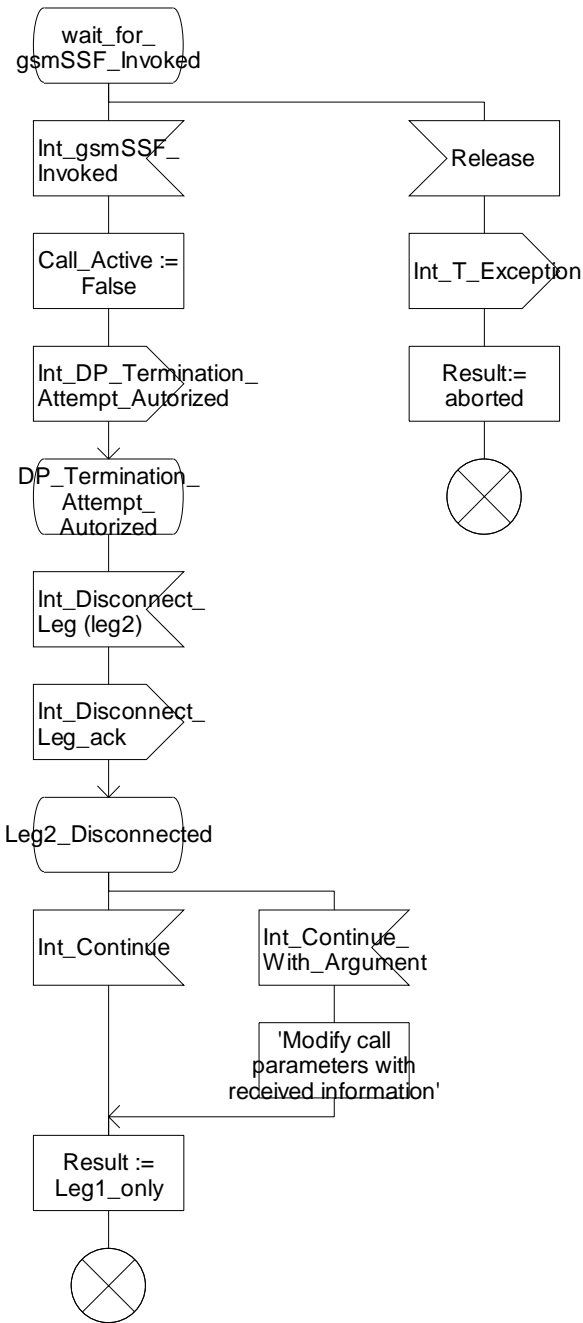 wait_for_
gsmSSF_Invoked
Int_gsmSSF_
Invoked
Release
Call_Active :=
False
Int_T_Exception
Int_DP_Termination_
Attempt_Autorized
Result:=
aborted
DP_Termination_
Attempt_
Autorized
Int_Disconnect_
Leg (leg2)
Int_Disconnect_
Leg_ack
Leg2_Disconnected
Int_Continue
Int_Continue_
With_Argument
'Modify call
parameters with
received information'
Result :=
Leg1_only